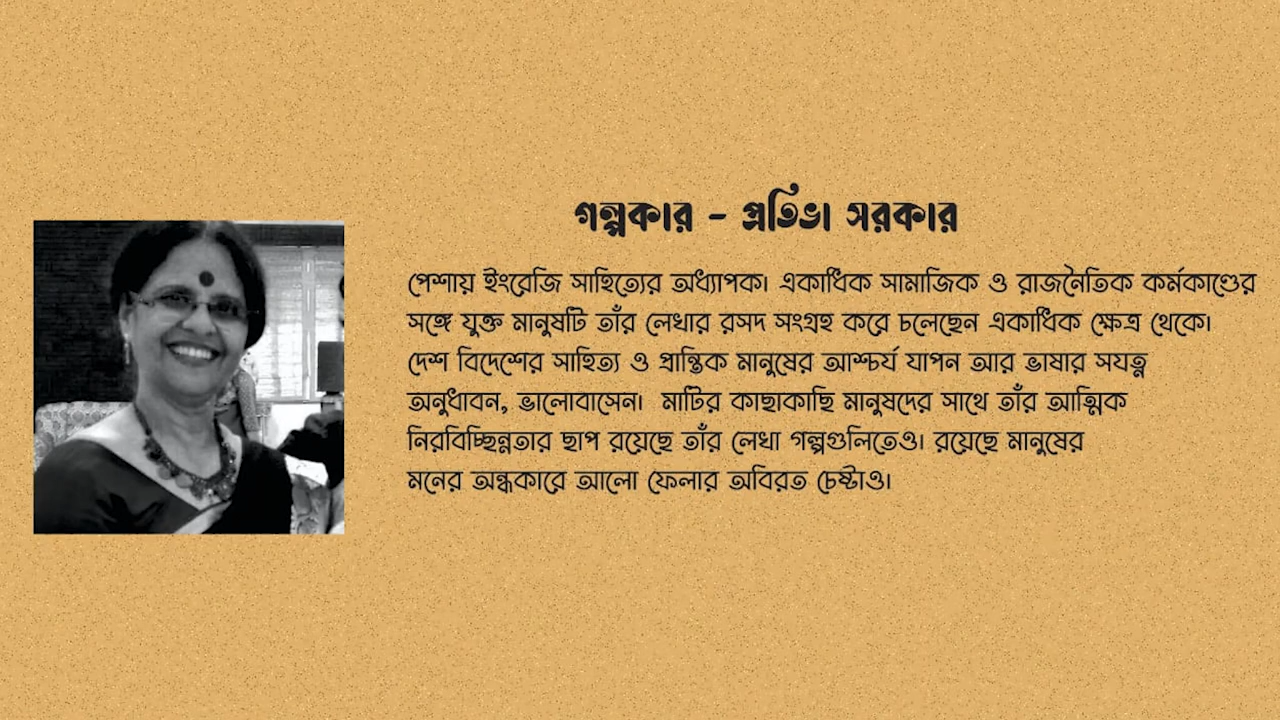 গল্পকার - প্রতিভা সরকার
পেশায় ইংরেজি সাহিত্যের অধ্যাপক। একাধিক সামাজিক ও রাজনৈতিক কর্মকাণ্ডের
সঙ্গে যুক্ত মানুষটি তাঁর লেখার রসদ সংগ্রহ করে চলেছেন একাধিক ক্ষেত্র থেকে।
দেশ বিদেশের সাহিত্য ও প্রান্তিক মানুষের আশ্চর্য যাপন আর ভাষার সযত্ন
অনুধাবন, ভালোবাসেন। মাটির কাছাকাছি মানুষদের সাথে তাঁর আত্মিক
নিরবিচ্ছিন্নতার ছাপ রয়েছে তাঁর লেখা গল্পগুলিতেও। রয়েছে মানুষের
মনের অন্ধকারে আলো ফেলার অবিরত চেষ্টাও।